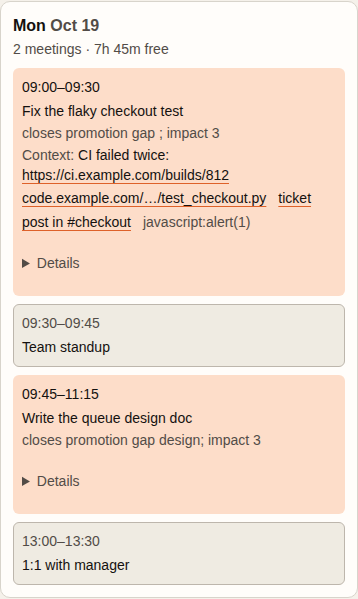 Mon Oct 19
2 meetings · 7h 45m free
09:00–09:30
Fix the flaky checkout test
closes promotion gap ; impact 3
Context: CI failed twice:
https://ci.example.com/builds/812
code.example.com/…/test_checkout.py ticket
post in #checkout javascript:alert(1)
Details
09:30–09:45
Team standup
09:45–11:15
Write the queue design doc
closes promotion gap design; impact 3
Details
13:00–13:30
1:1 with manager